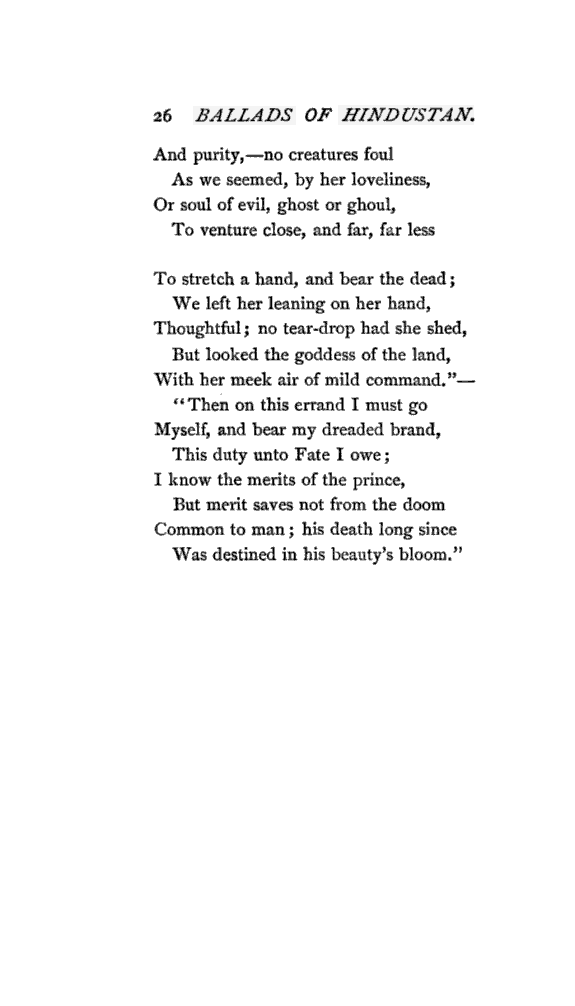 26 BALLADS OF HINDUSTAN.
And purity,—no creatures foul
As we seemed, by her loveliness,
Or soul of evil, ghost or ghoul,
To venture close, and far, far less
To stretch a hand, and bear the dead;
We left her leaning on her hand,
Thoughtful; no tear-drop had she shed,
But looked the goddess of the land,
With her meek air of mild command.”—
“Then on this errand I must go
Myself, and bear my dreaded brand,
This duty unto Fate I owe;
I know the merits of the prince,
But merit saves not from the doom
Common to man; his death long since
Was destined in his beauty’s bloom.”